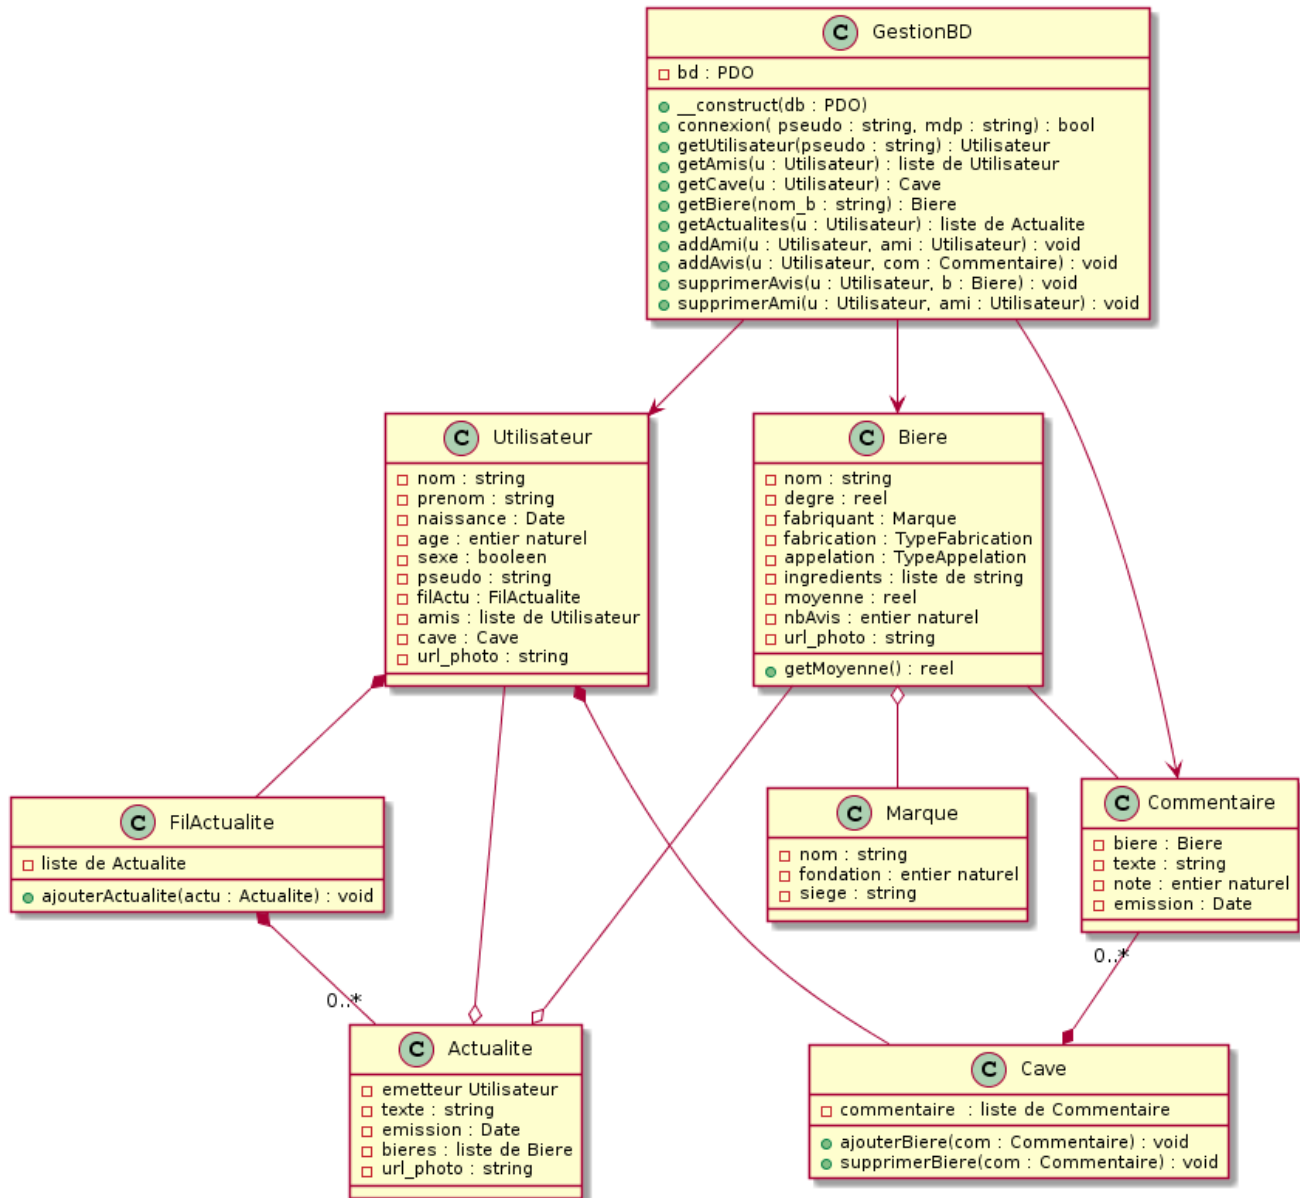 C GestionBD
bd : PDO
__construct(db : PDO)
connexion( pseudo : string, mdp : string) : bool
getUtilisateur(pseudo : string) : Utilisateur
getAmis(u : Utilisateur) : liste de Utilisateur
getCave(u : Utilisateur) : Cave
getBiere(nom_b : string) : Biere
getActualites(u : Utilisateur) : liste de Actualite
addAmi(u : Utilisateur, ami : Utilisateur) : void
addAvis(u : Utilisateur, com : Commentaire) : void
supprimerAvis(u : Utilisateur, b : Biere) : void
supprimerAmi(u : Utilisateur, ami : Utilisateur) : void
C Utilisateur
nom : string
prenom : string
naissance : Date
age : entier naturel
sexe : booleen
pseudo : string
filActu : FilActualite
amis : liste de Utilisateur
cave : Cave
url_photo : string
C Biere
nom : string
degre : reel
fabriquant : Marque
fabrication : TypeFabrication
appelation : TypeAppelation
ingredients : liste de string
moyenne : reel
nbAvis : entier naturel
url_photo : string
getMoyenne() : reel
C FilActualite
liste de Actualite
ajouterActualite(actu : Actualite) : void
C Marque
nom : string
fondation : entier naturel
siege : string
C Commentaire
biere : Biere
texte : string
note : entier naturel
emission : Date
0..*
0..*
C Actualite
emetteur Utilisateur
texte : string
emission : Date
bieres : liste de Biere
url_photo : string
C Cave
commentaire : liste de Commentaire
ajouterBiere(com : Commentaire) : void
supprimerBiere(com : Commentaire) : void